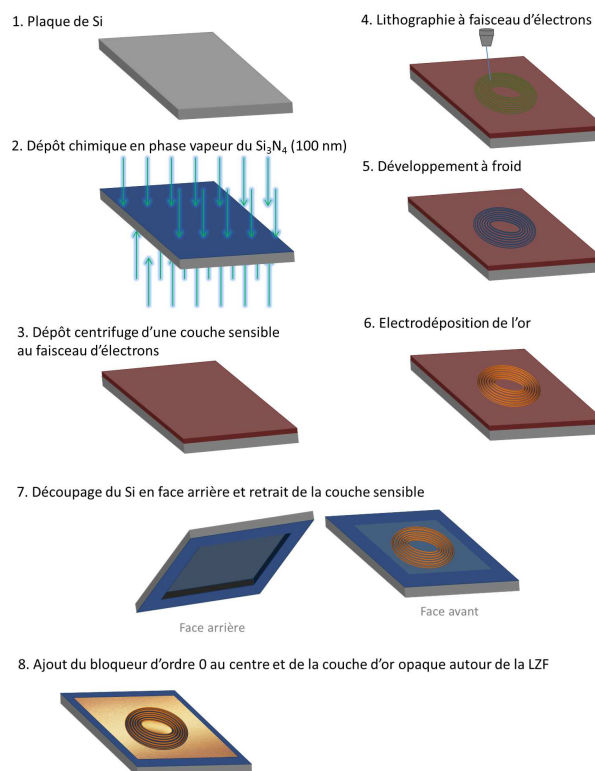 1. Plaque de Si
2. Dépôt chimique en phase vapeur du Si₃N₄ (100 nm)
3. Dépôt centrifuge d'une couche sensible
au faisceau d'électrons
4. Lithographie à faisceau d'électrons
5. Développement à froid
6. Electrodéposition de l'or
7. Découpage du Si en face arrière et retrait de la couche sensible
Face arrière
Face avant
8. Ajout du bloqueur d'ordre 0 au centre et de la couche d'or opaque autour de la LZF